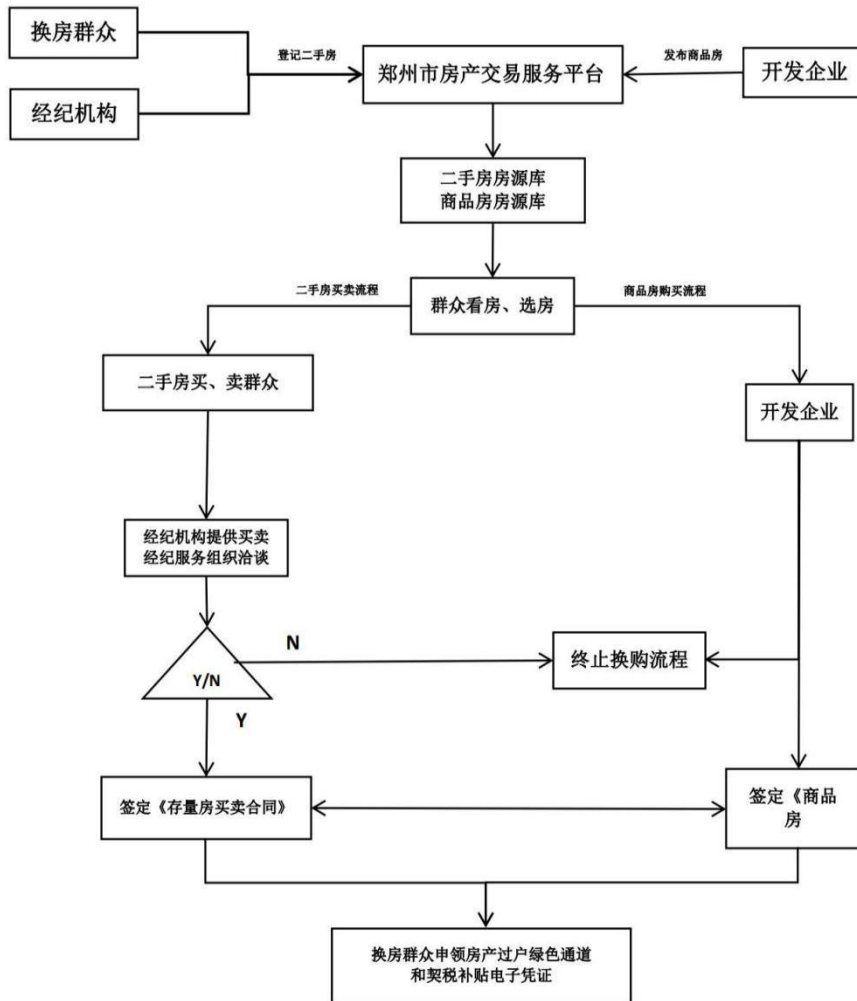 换房群众
登记二手房
郑州市房产交易服务平台
发布商品房
开发企业
经纪机构
二手房房源库
商品房房源库
二手房买卖流程
群众看房、选房
商品房购买流程
二手房买、卖群众
开发企业
经纪机构提供买卖
经纪服务组织洽谈
N
终止换购流程
Y/N
Y
签定《存量房买卖合同》
签定《商品
房
换房群众申领房产过户绿色通道
和契税补贴电子凭证